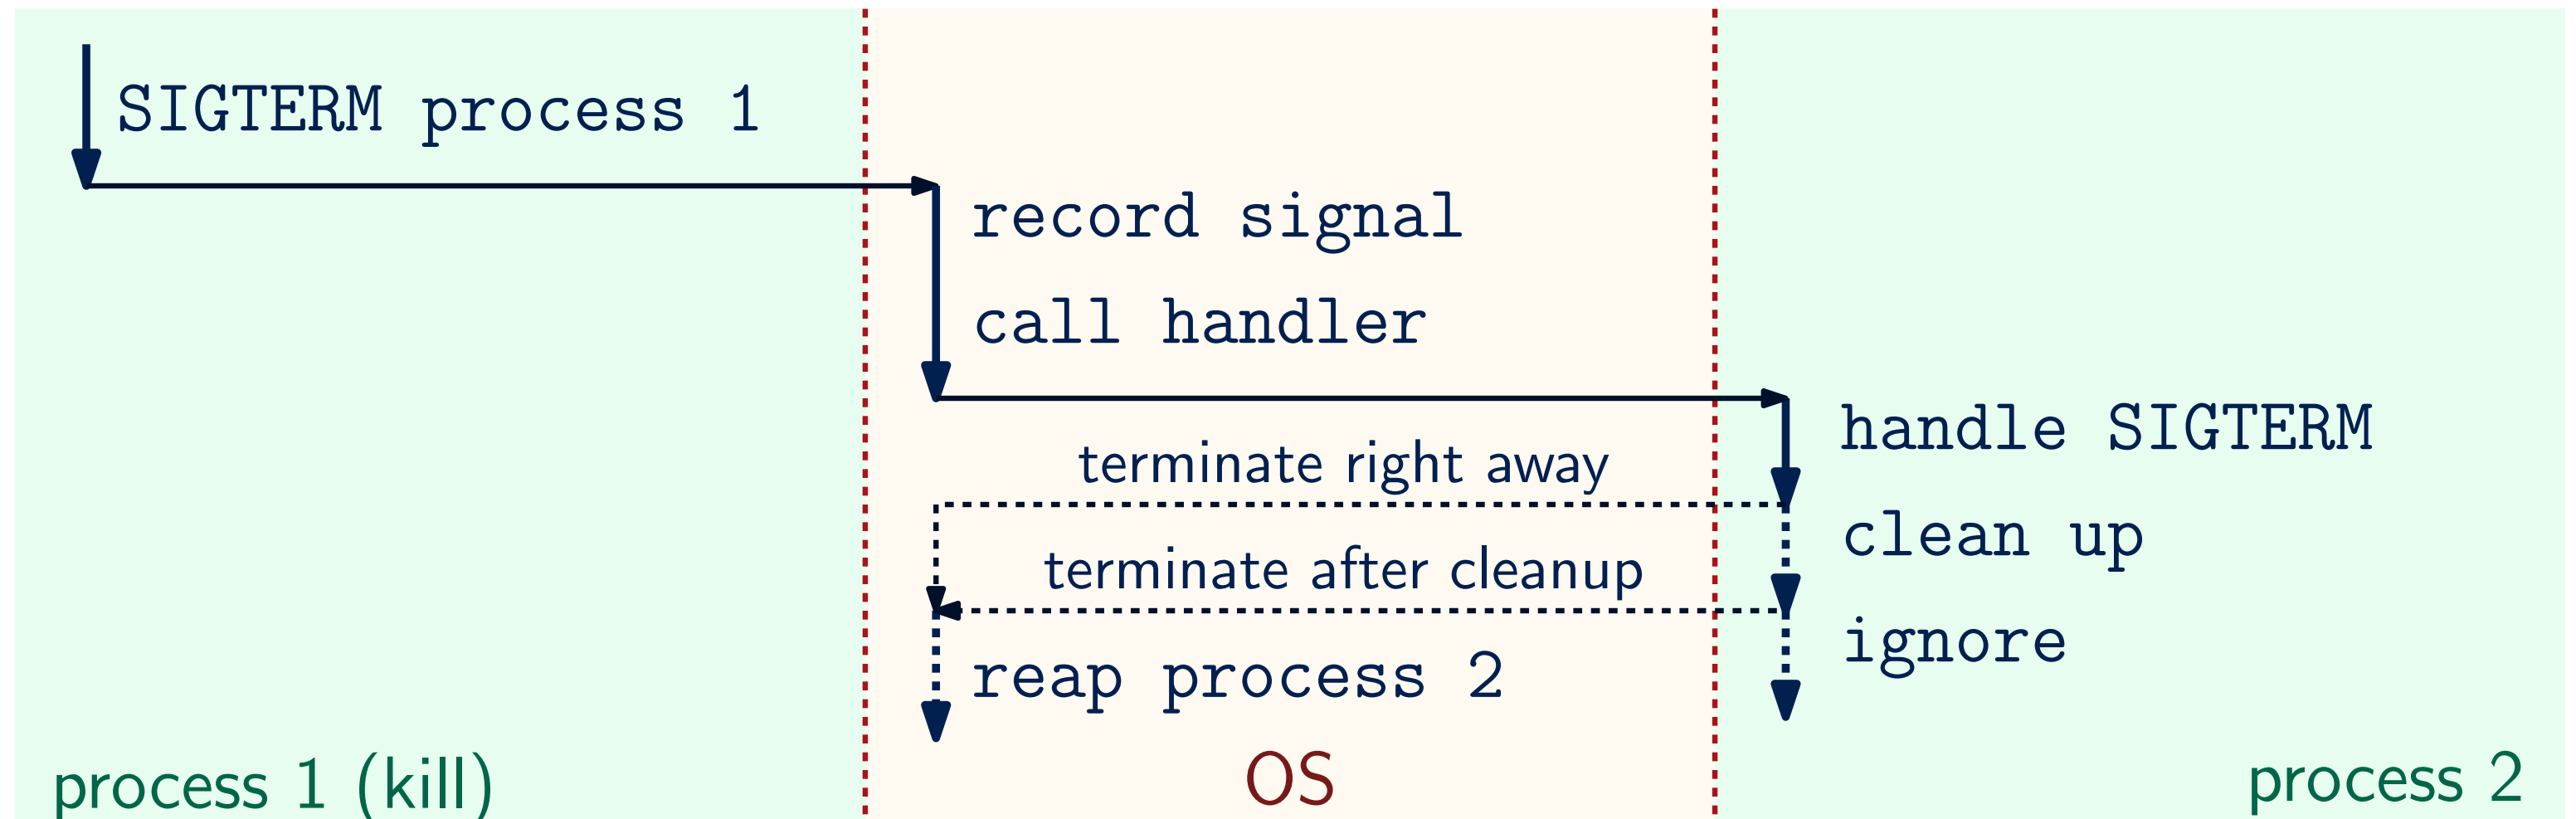 SIGTERM process 1
record signal
call handler
handle SIGTERM
terminate right away
clean up
terminate after cleanup
ignore
reap process 2
process 1 (kill)
OS
process 2